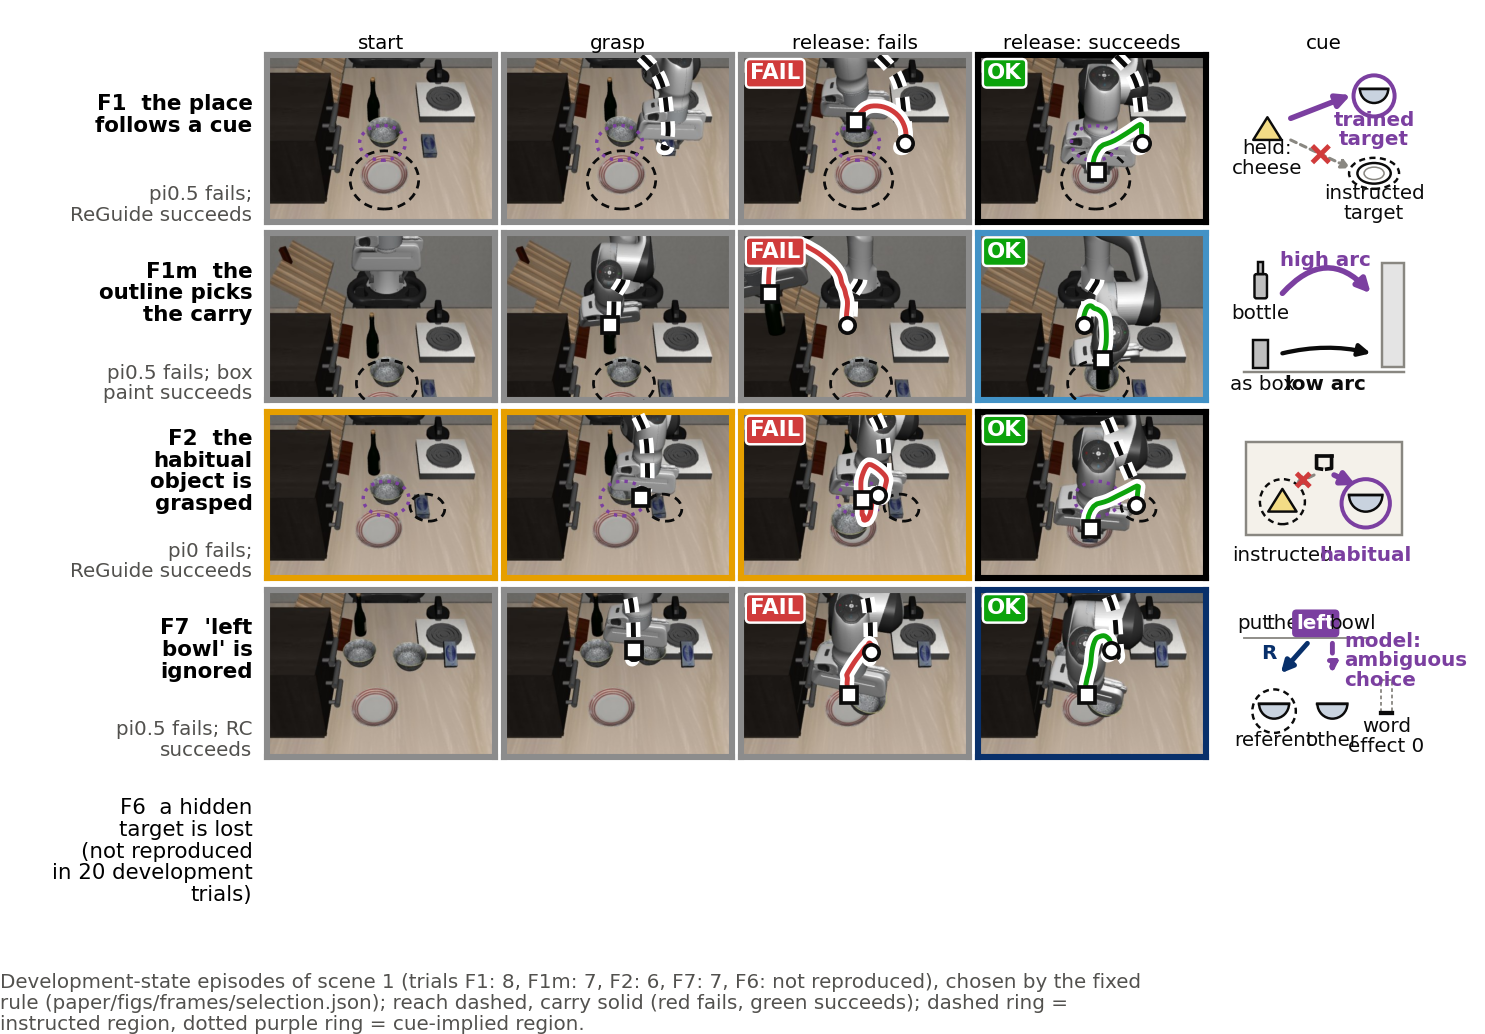 start
grasp
release: fails
release: succeeds
cue
F1 the place
follows a cue
pi0.5 fails;
ReGuide succeeds
FAIL
OK
trained
target
held:
cheese
instructed
target
F1m the
outline picks
the carry
pi0.5 fails; box
paint succeeds
FAIL
OK
high arc
bottle
as box
low arc
F2 the
habitual
object is
grasped
pi0 fails;
ReGuide succeeds
FAIL
OK
instructed
habitual
F7 'left
bowl' is
ignored
pi0.5 fails; RC
succeeds
FAIL
OK
put the left bowl
R
model:
ambiguous
choice
referent
other
word
effect 0
F6 a hidden
target is lost
(not reproduced
in 20 development
trials)
Development-state episodes of scene 1 (trials F1: 8, F1m: 7, F2: 6, F7: 7, F6: not reproduced), chosen by the fixed
rule (paper/figs/frames/selection.json); reach dashed, carry solid (red fails, green succeeds); dashed ring =
instructed region, dotted purple ring = cue-implied region.